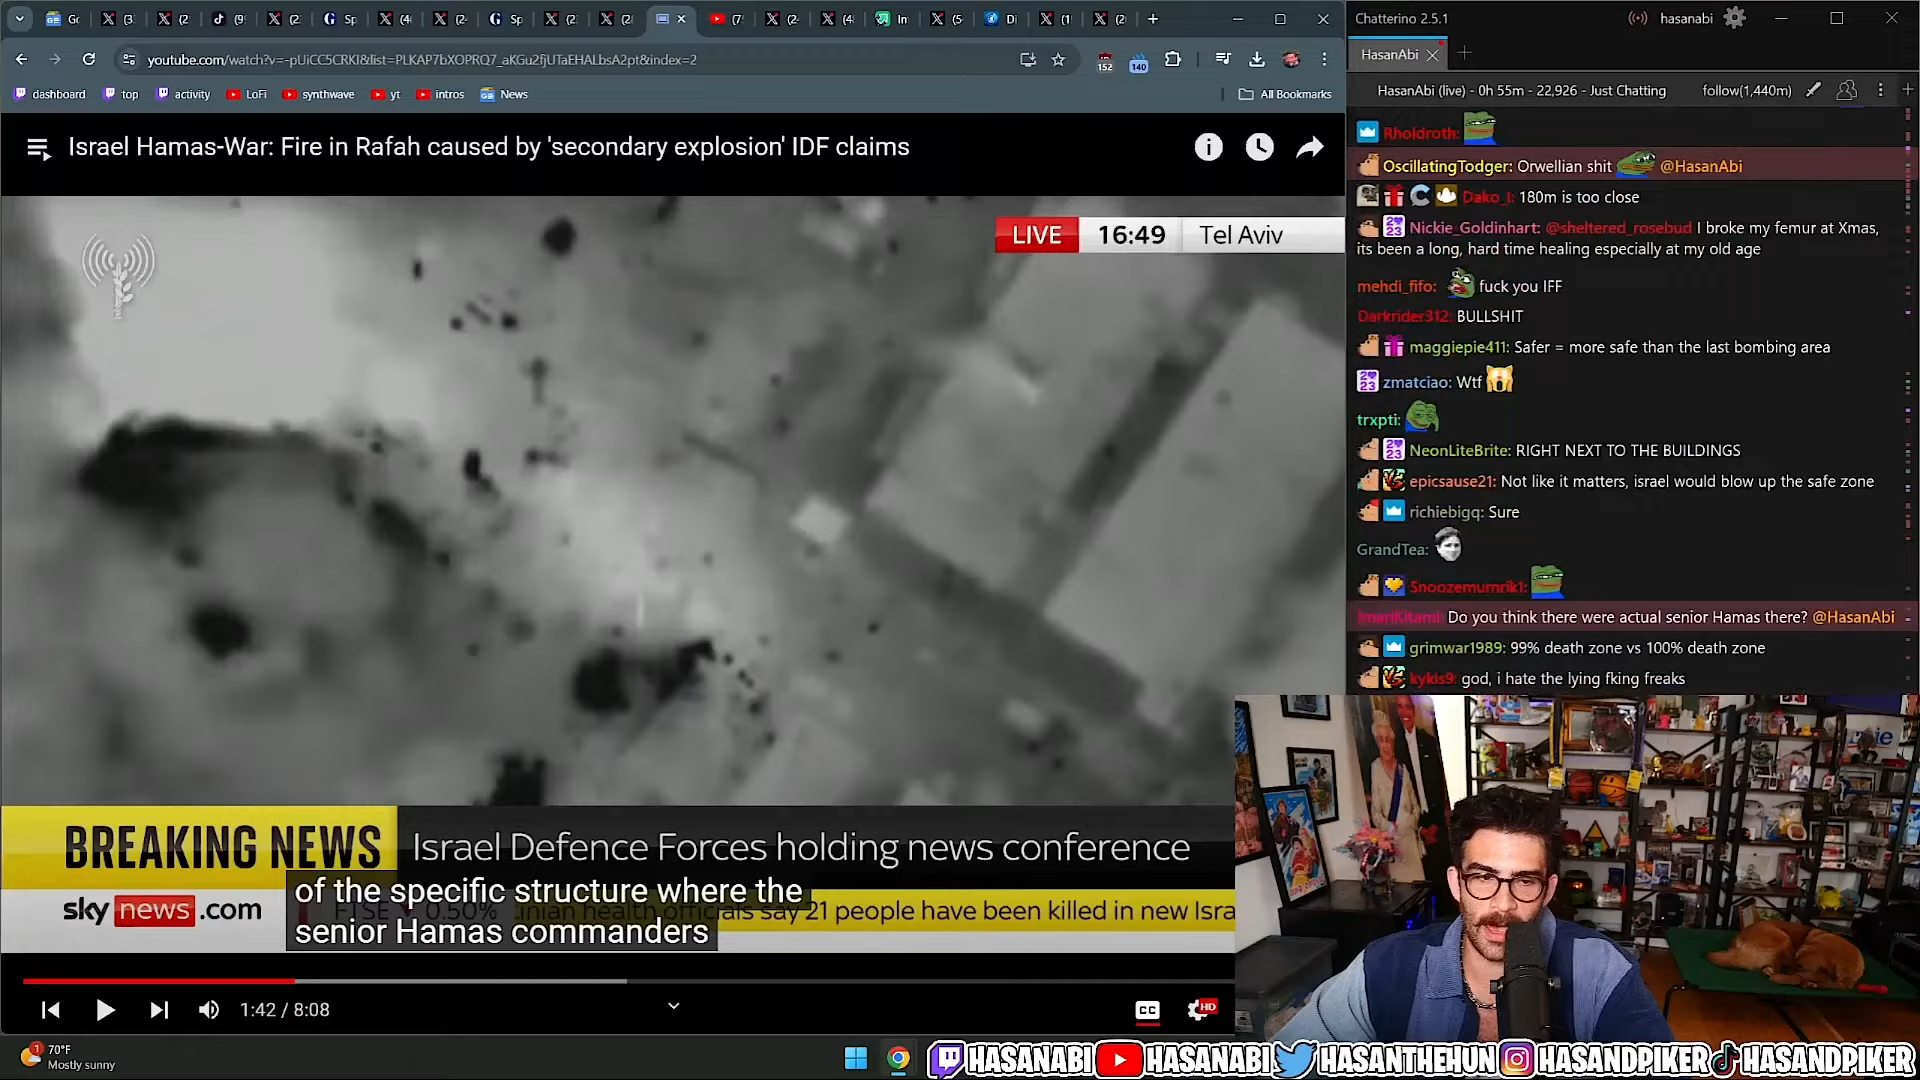 Chatterino 2.5.1
hasanabi
youtube.com/watch?v=-pUiCC5CRKI&list=PLKAP7bXOPRQ7_aKGu2fjUTaEHALbsA2pt&index=2
152
140
dashboard top activity LoFi synthwave yt intros News
All Bookmarks
Israel Hamas-War: Fire in Rafah caused by 'secondary explosion' IDF claims
LIVE 16:49 Tel Aviv
BREAKING NEWS
Israel Defence Forces holding news conference
sky news .com
of the specific structure where the
senior Hamas commanders
say 21 people have been killed in new Isra
1:42 / 8:08
CC
HD
HasanAbi
HasanAbi (live) - 0h 55m - 22,926 - Just Chatting
follow(1,440m)
Rholdroth:
OscillatingTodger: Orwellian shit @HasanAbi
Dako_I: 180m is too close
Nickie_Goldinhart: @sheltered_rosebud I broke my femur at Xmas,
its been a long, hard time healing especially at my old age
mehdi_fifo: fuck you IFF
Darkrider312: BULLSHIT
maggiepie411: Safer = more safe than the last bombing area
zmatciao: Wtf
trxpti:
NeonLiteBrite: RIGHT NEXT TO THE BUILDINGS
epicsause21: Not like it matters, israel would blow up the safe zone
richiebigq: Sure
GrandTea:
Snoozemumrik1:
Do you think there were actual senior Hamas there? @HasanAbi
grimwar1989: 99% death zone vs 100% death zone
kykis9: god, i hate the lying fking freaks
1
70°F
Mostly sunny
HASANABI HASANABI HASANTHEHUN HASANDPIKER HASANDPIKER